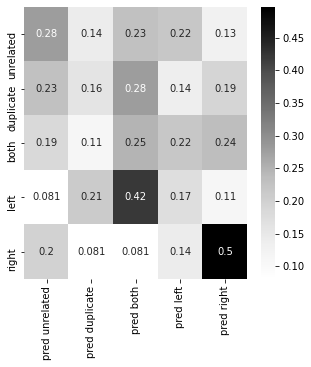 unrelated 0.28 0.14 0.23 0.22 0.13
duplicate 0.23 0.16 0.28 0.14 0.19
both 0.19 0.11 0.25 0.22 0.24
left 0.081 0.21 0.42 0.17 0.11
right 0.2 0.081 0.081 0.14 0.5
pred unrelated
pred duplicate
pred both
pred left
pred right
0.45
0.40
0.35
0.30
0.25
0.20
0.15
0.10